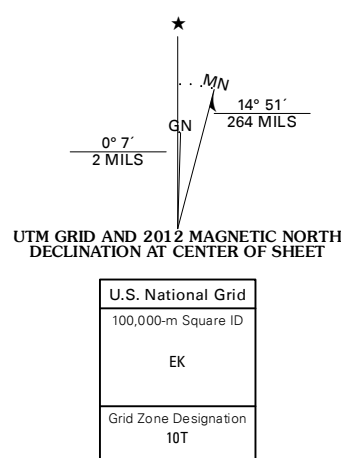 ★
MN
GN
14° 51´
264 MILS
0° 7´
2 MILS
UTM GRID AND 2012 MAGNETIC NORTH
DECLINATION AT CENTER OF SHEET
U.S. National Grid
100,000-m Square ID
EK
Grid Zone Designation
10T